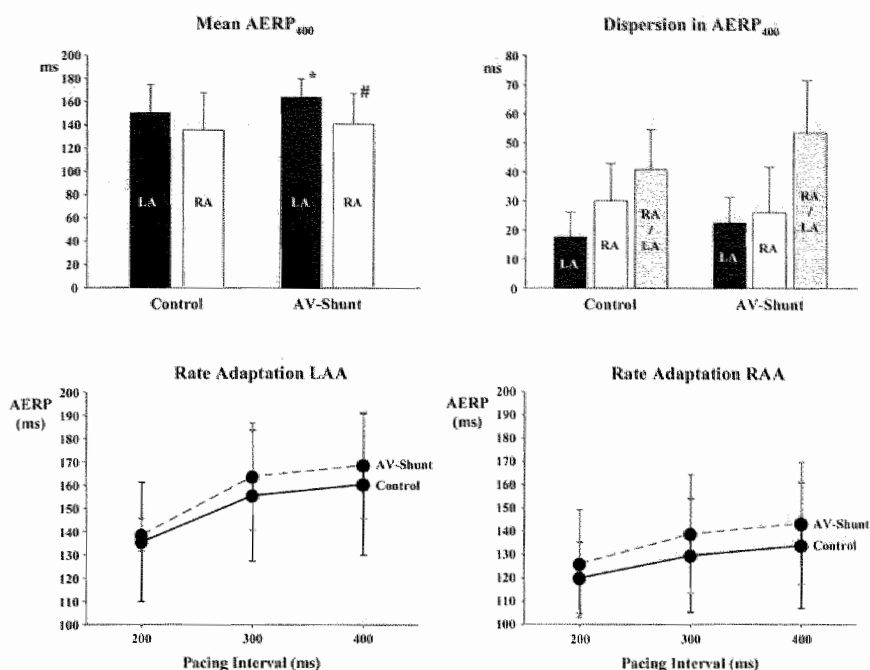 Mean AERP400
ms
200
180
160
140
120
100
80
60
40
20
0
*
#
LA
RA
LA
RA
Control
AV-Shunt
Dispersion in AERP400
ms
80
70
60
50
40
30
20
10
0
LA
RA
RA
/
LA
LA
RA
RA
/
LA
Control
AV-Shunt
Rate Adaptation LAA
AERP
(ms)
200
190
180
170
160
150
140
130
120
110
100
AV-Shunt
Control
200
300
400
Pacing Interval (ms)
Rate Adaptation RAA
AERP
(ms)
200
190
180
170
160
150
140
130
120
110
100
AV-Shunt
Control
200
300
400
Pacing Interval (ms)